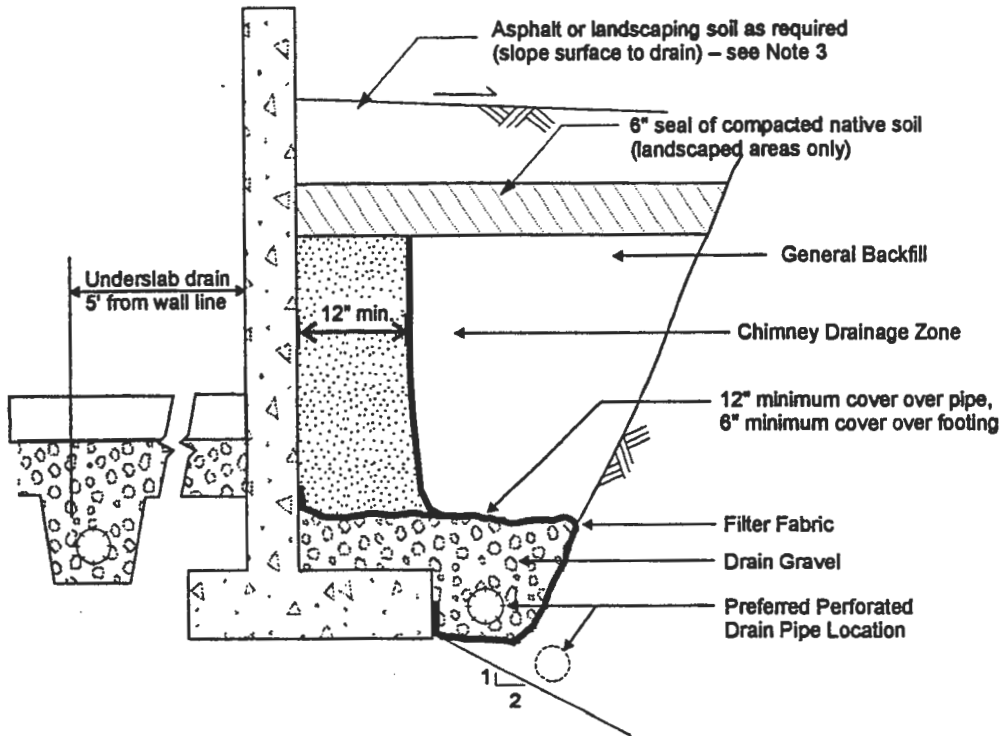 Asphalt or landscaping soil as required
(slope surface to drain) – see Note 3
6" seal of compacted native soil
(landscaped areas only)
General Backfill
Underslab drain
5' from wall line
12" min.
Chimney Drainage Zone
12" minimum cover over pipe,
6" minimum cover over footing
Filter Fabric
Drain Gravel
Preferred Perforated
Drain Pipe Location
1
2